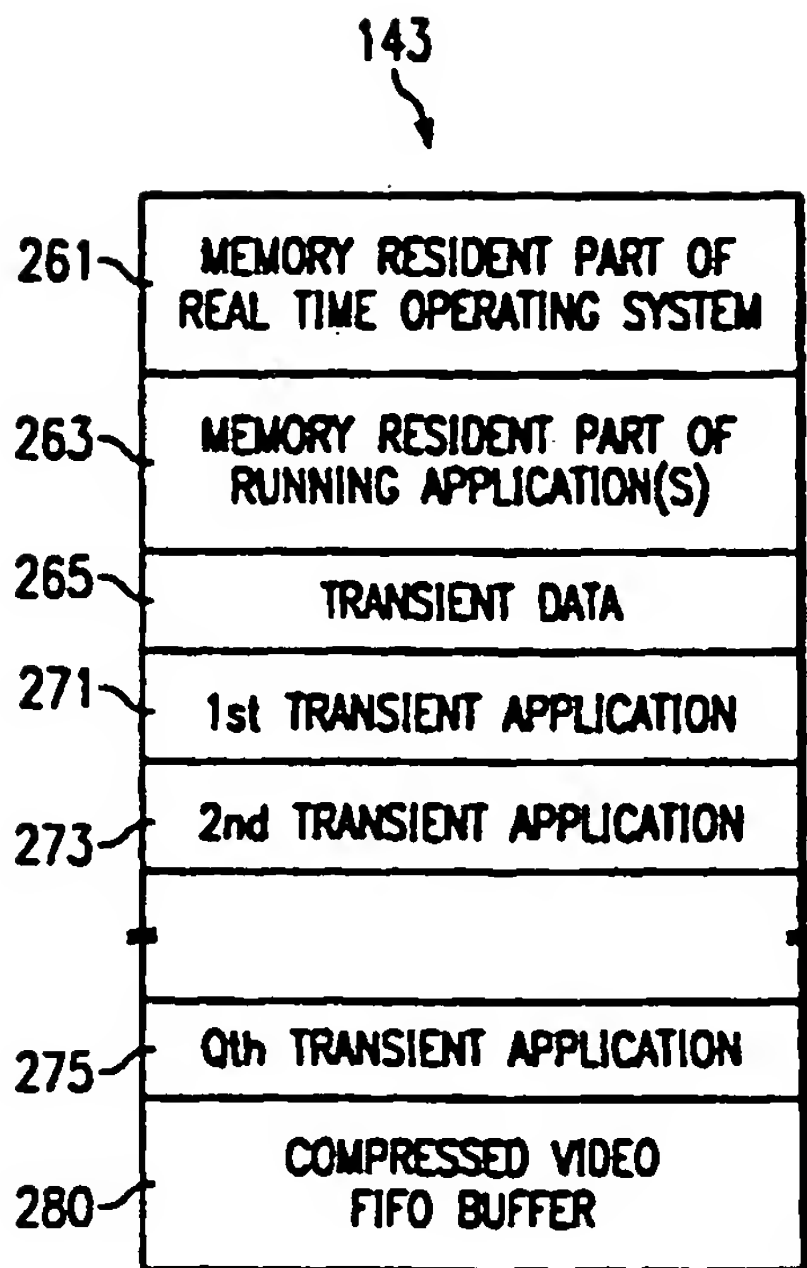 143
261
MEMORY RESIDENT PART OF
REAL TIME OPERATING SYSTEM
263
MEMORY RESIDENT PART OF
RUNNING APPLICATION(S)
265
TRANSIENT DATA
271
1st TRANSIENT APPLICATION
273
2nd TRANSIENT APPLICATION
275
Qth TRANSIENT APPLICATION
280
COMPRESSED VIDEO
FIFO BUFFER